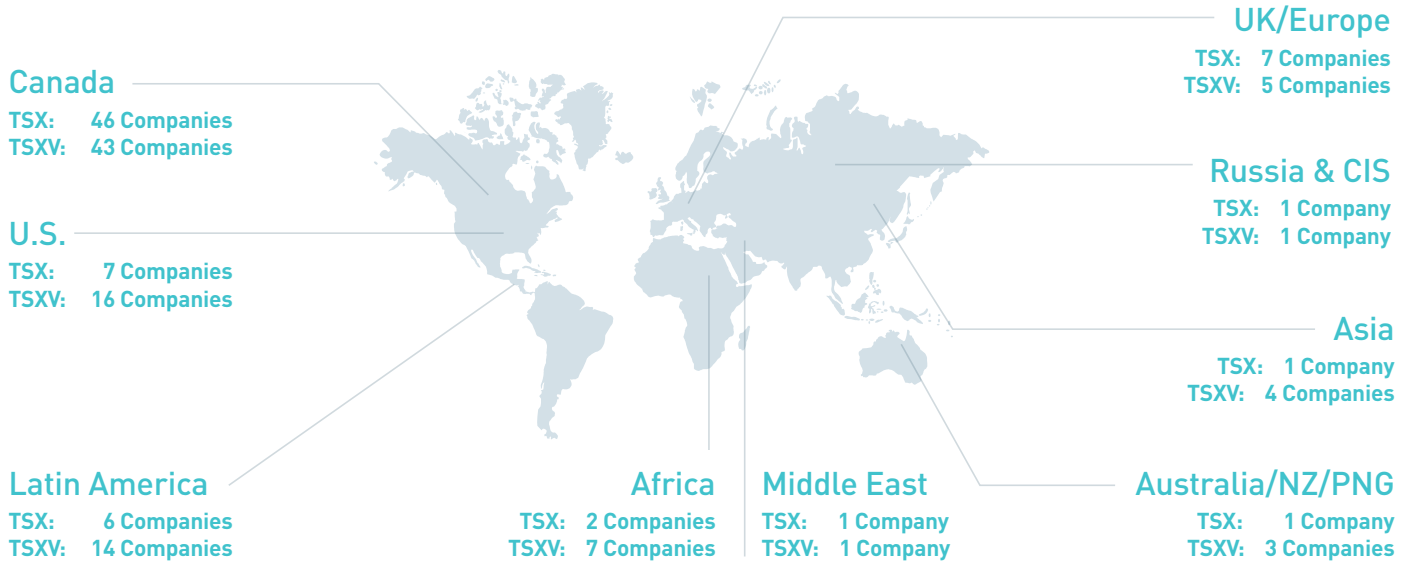 Canada
TSX: 46 Companies
TSXV: 43 Companies
U.S.
TSX: 7 Companies
TSXV: 16 Companies
Latin America
TSX: 6 Companies
TSXV: 14 Companies
Africa
TSX: 2 Companies
TSXV: 7 Companies
Middle East
TSX: 1 Company
TSXV: 1 Company
UK/Europe
TSX: 7 Companies
TSXV: 5 Companies
Russia & CIS
TSX: 1 Company
TSXV: 1 Company
Asia
TSX: 1 Company
TSXV: 4 Companies
Australia/NZ/PNG
TSX: 1 Company
TSXV: 3 Companies